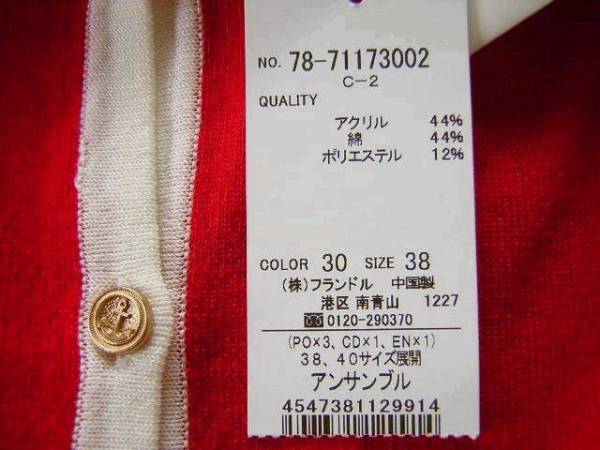 NO. 78-71173002
C-2
QUALITY
アクリル 44%
綿 44%
ポリエステル 12%
COLOR 30 SIZE 38
(株)フランドル 中国製
港区 南青山 1227
0120-290370
(PO×3、CD×1、EN×1)
38、40サイズ展開
アンサンブル
4547381129914